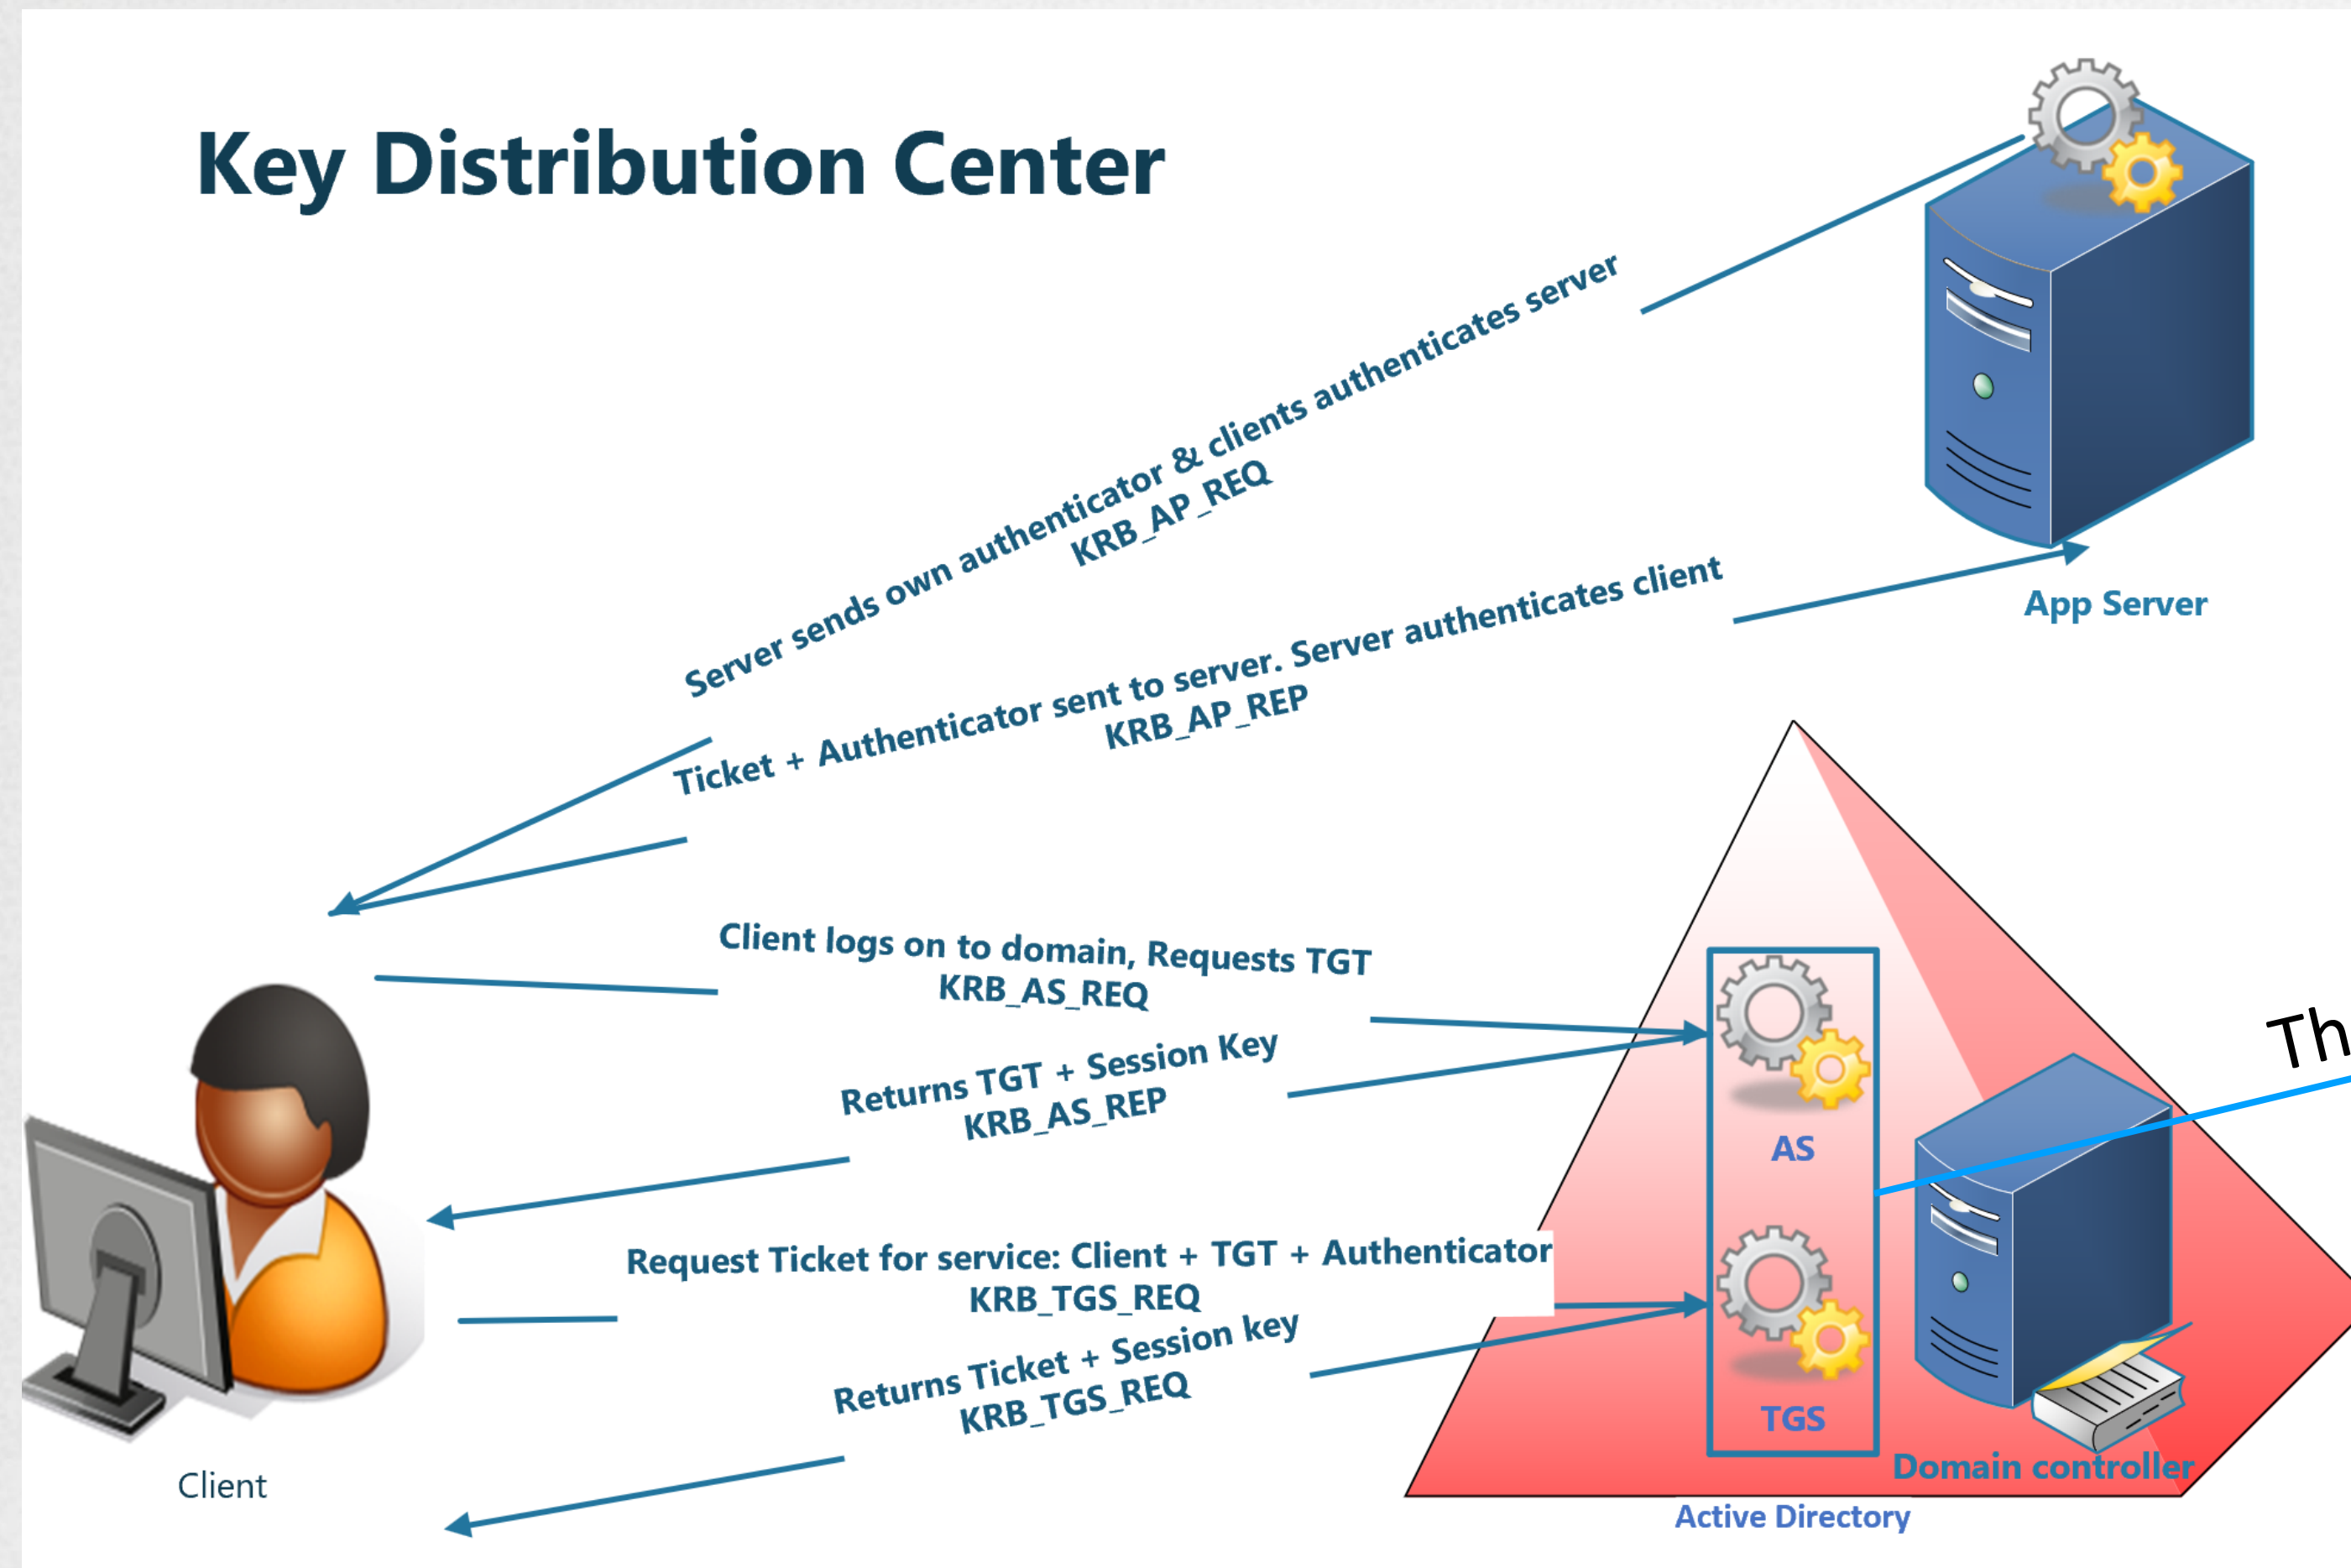 Key Distribution Center
Server sends own authenticator & clients authenticates server
KRB_AP_REQ
Ticket + Authenticator sent to server. Server authenticates client
KRB_AP_REP
App Server
Client logs on to domain, Requests TGT
KRB_AS_REQ
Returns TGT + Session Key
KRB_AS_REP
Th
AS
Request Ticket for service: Client + TGT + Authenticator
KRB_TGS_REQ
Returns Ticket + Session key
KRB_TGS_REQ
TGS
Domain controller
Client
Active Directory